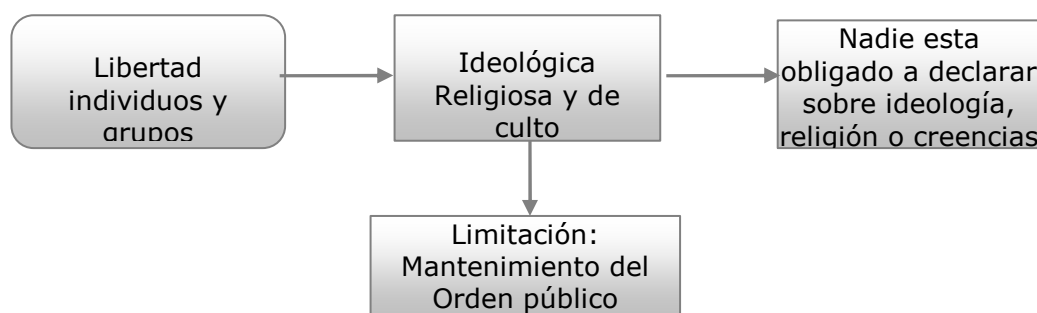 Libertad
individuos y
grupos
Ideológica
Religiosa y de
culto
Nadie esta
obligado a declarar
sobre ideología,
religión o creencias
Limitación:
Mantenimiento del
Orden público